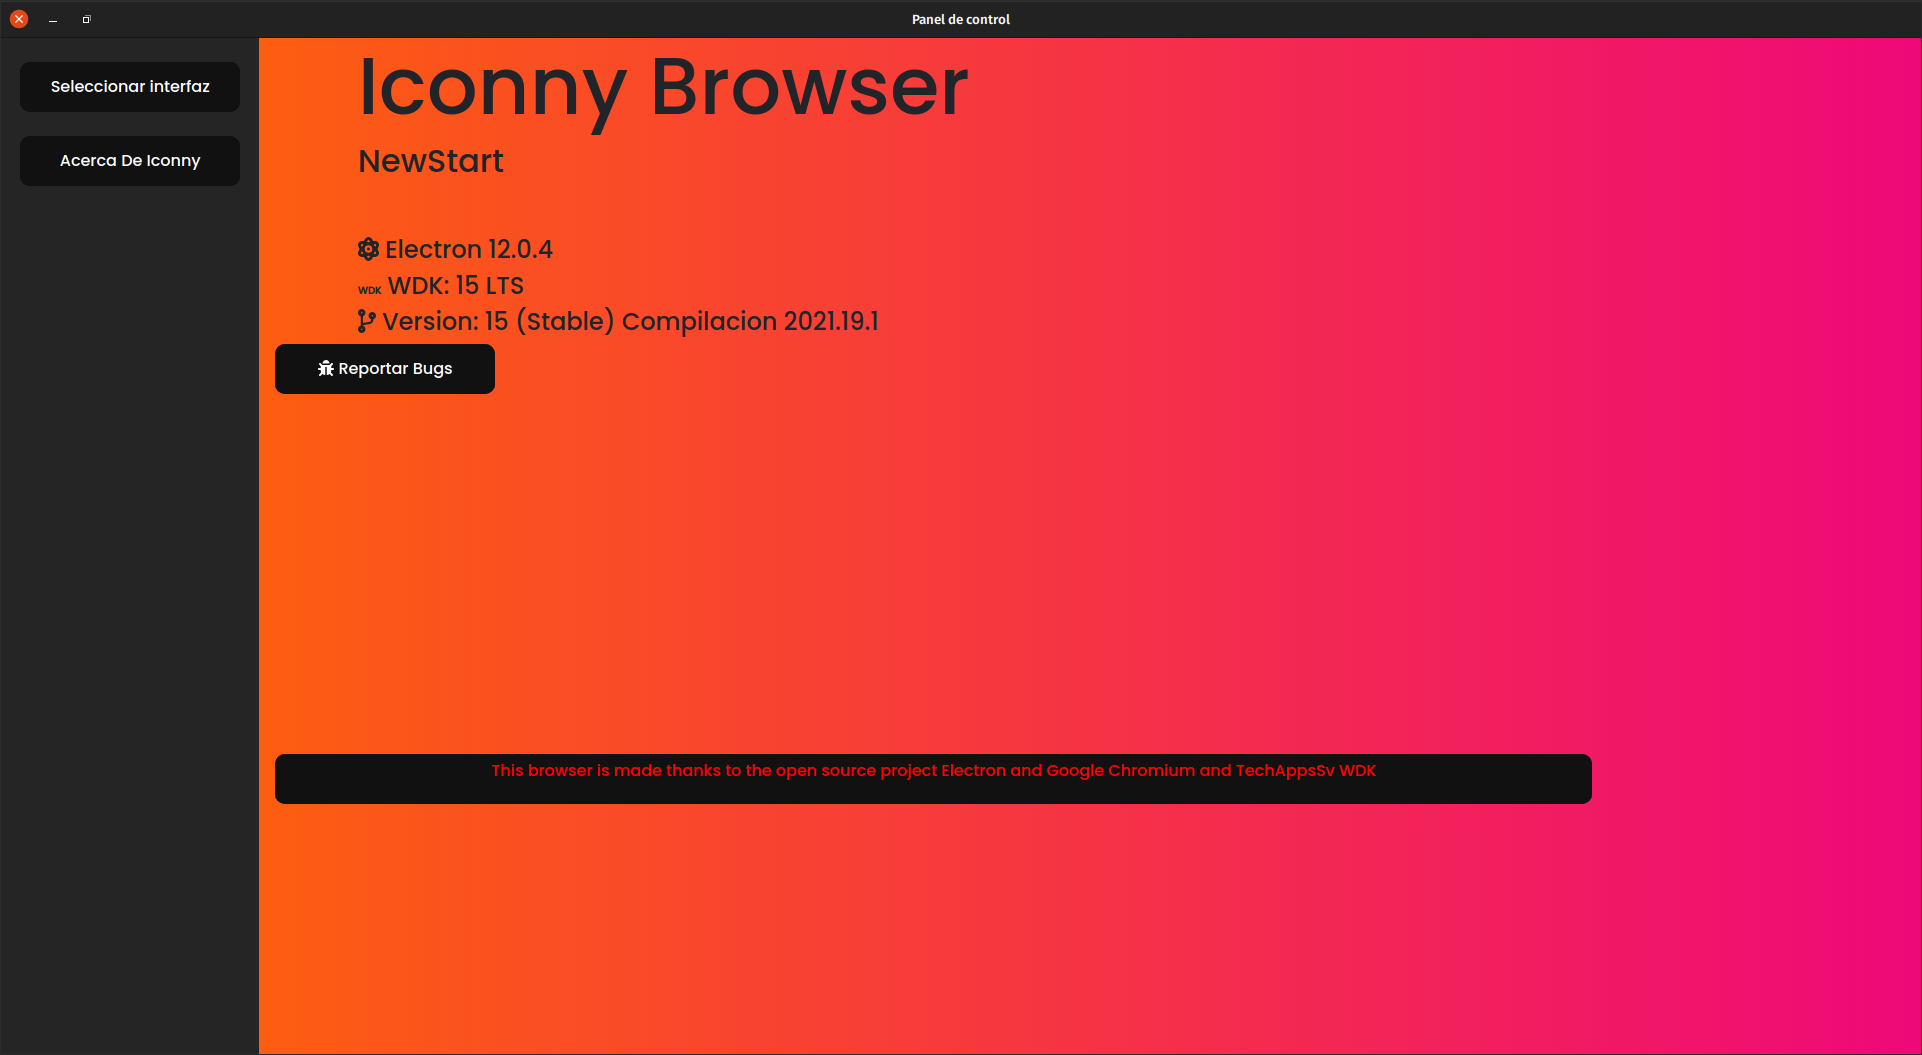 Panel de control
Seleccionar interfaz
Acerca De Iconny
Iconny Browser
NewStart
Electron 12.0.4
WDK WDK: 15 LTS
Version: 15 (Stable) Compilacion 2021.19.1
Reportar Bugs
This browser is made thanks to the open source project Electron and Google Chromium and TechAppsSv WDK